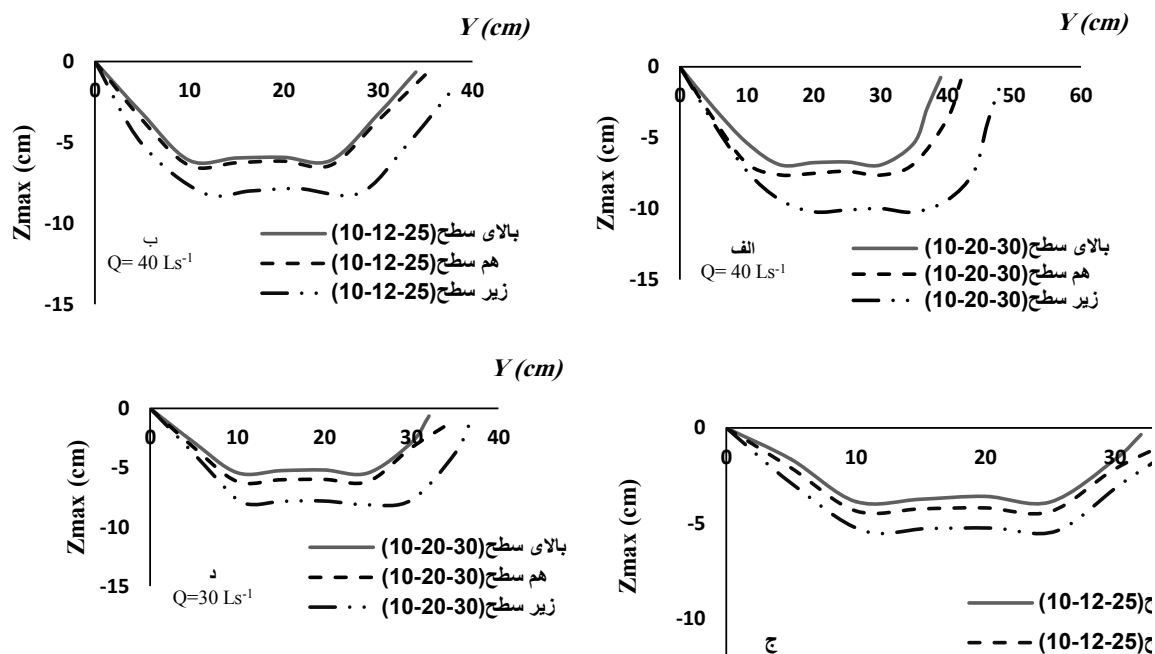 Y (cm)
0
0 10 20 30 40
-5
-10
-15
Zmax (cm)
ب
Q= 40 Ls-1
بالای سطح(10-12-25)
هم سطح(10-12-25)
زیر سطح(10-12-25)
Y (cm)
0
0 10 20 30 40 50 60
-5
-10
-15
Zmax (cm)
الف
Q= 40 Ls-1
بالای سطح(10-20-30)
هم سطح(10-20-30)
زیر سطح(10-20-30)
Y (cm)
0
0 10 20 30 40
-5
-10
-15
Zmax (cm)
د
Q=30 Ls-1
بالای سطح(10-20-30)
هم سطح(10-20-30)
زیر سطح(10-20-30)
0
0 10 20 30
-5
-10
Zmax (cm)
ج
ح(10-12-25)
ح(10-12-25)